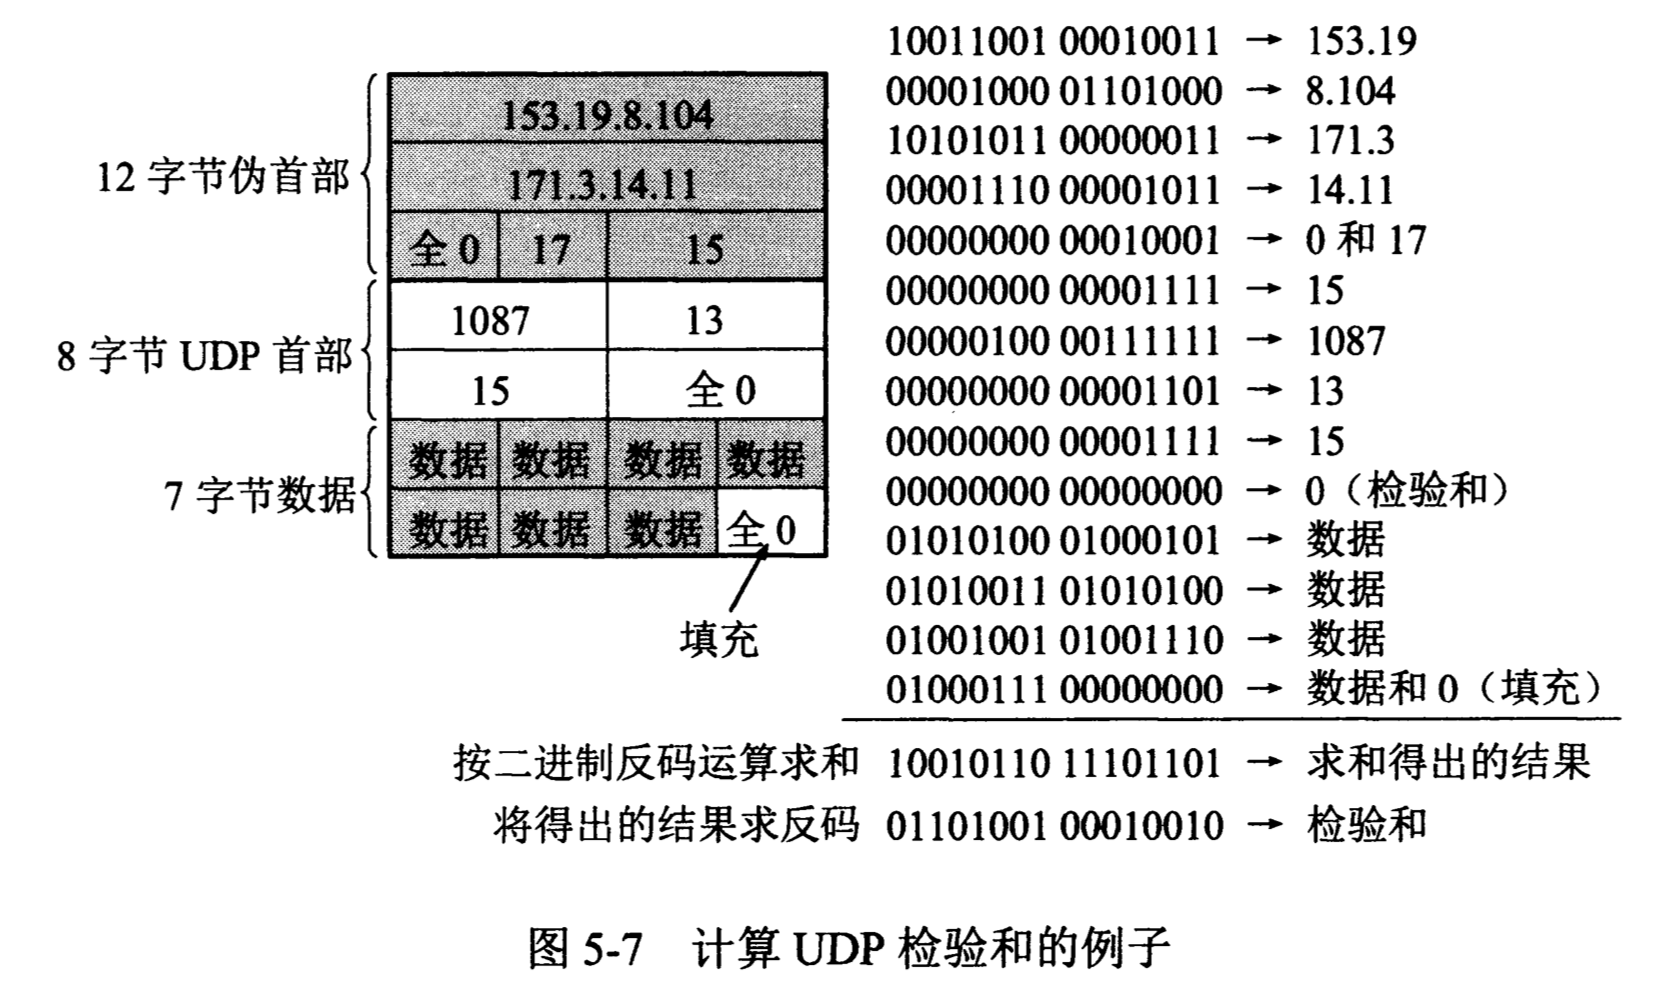 12 字节伪首部
153.19.8.104
171.3.14.11
全 0 17 15
8 字节 UDP 首部
1087 13
15 全 0
7 字节数据
数据 数据 数据 数据
数据 数据 数据 全 0
填充
10011001 00010011 → 153.19
00001000 01101000 → 8.104
10101011 00000011 → 171.3
00001110 00001011 → 14.11
00000000 00010001 → 0 和 17
00000000 00001111 → 15
00000100 00111111 → 1087
00000000 00001101 → 13
00000000 00001111 → 15
00000000 00000000 → 0（检验和）
01010100 01000101 → 数据
01010011 01010100 → 数据
01001001 01001110 → 数据
01000111 00000000 → 数据和 0（填充）
按二进制反码运算求和 10010110 11101101 → 求和得出的结果
将得出的结果求反码 01101001 00010010 → 检验和
图 5-7 计算 UDP 检验和的例子